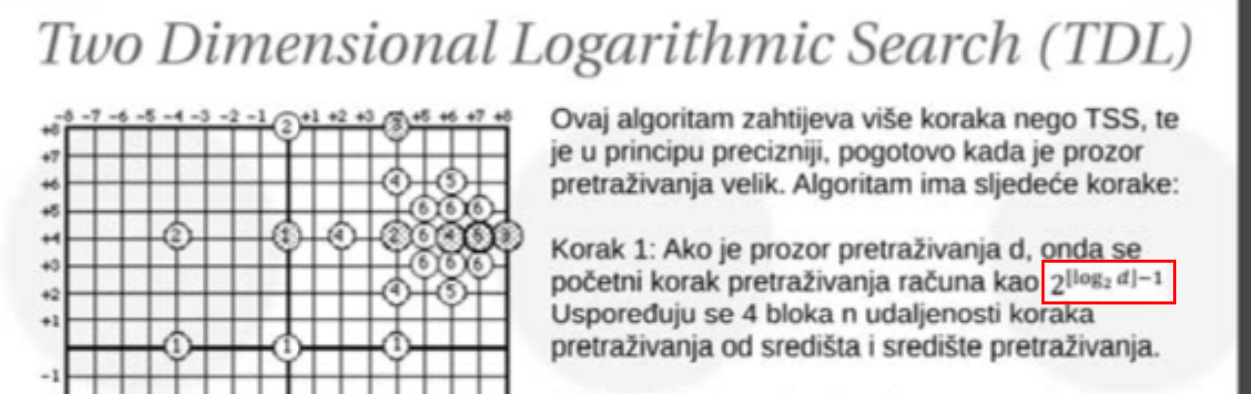 Two Dimensional Logarithmic Search (TDL)
-8 -7 -6 -5 -4 -3 -2 -1 +1 +2 +3 +5 +6 +7 +8
+8 2 3
+7
+6 4 5
+5 6 6 6
+4 2 1 4 2 6 4 5 3
+3 6 6 6
+2 4 5
+1
1 1 1
-1
Ovaj algoritam zahtijeva više koraka nego TSS, te
je u principu precizniji, pogotovo kada je prozor
pretraživanja velik. Algoritam ima sljedeće korake:
Korak 1: Ako je prozor pretraživanja d, onda se
početni korak pretraživanja računa kao 2^{⌊log₂ d⌋−1}
Uspoređuju se 4 bloka n udaljenosti koraka
pretraživanja od središta i središte pretraživanja.